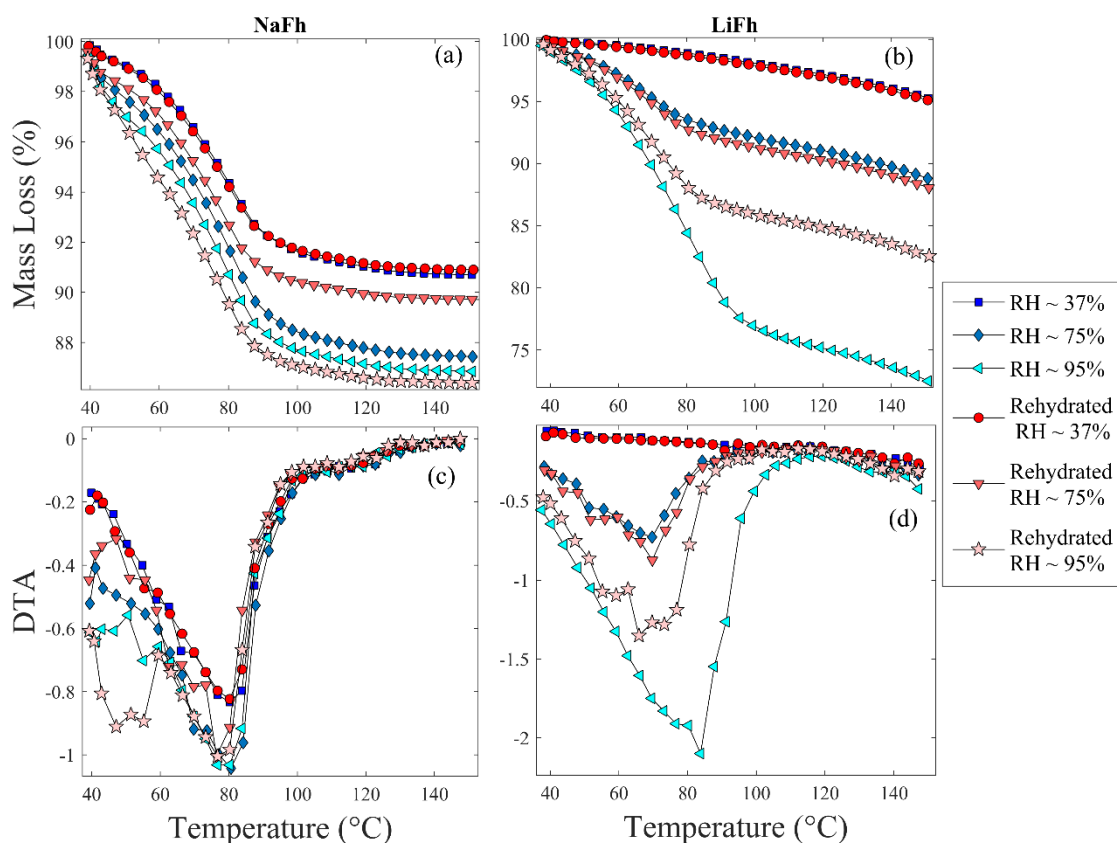 NaFh
LiFh
(a)
(b)
Mass Loss (%)
100
98
96
94
92
90
88
40
60
80
100
120
140
100
95
90
85
80
75
40
60
80
100
120
140
RH ~ 37%
RH ~ 75%
RH ~ 95%
Rehydrated
RH ~ 37%
Rehydrated
RH ~ 75%
Rehydrated
RH ~ 95%
(c)
(d)
DTA
0
-0.2
-0.4
-0.6
-0.8
-1
40
60
80
100
120
140
-0.5
-1
-1.5
-2
40
60
80
100
120
140
Temperature (°C)
Temperature (°C)